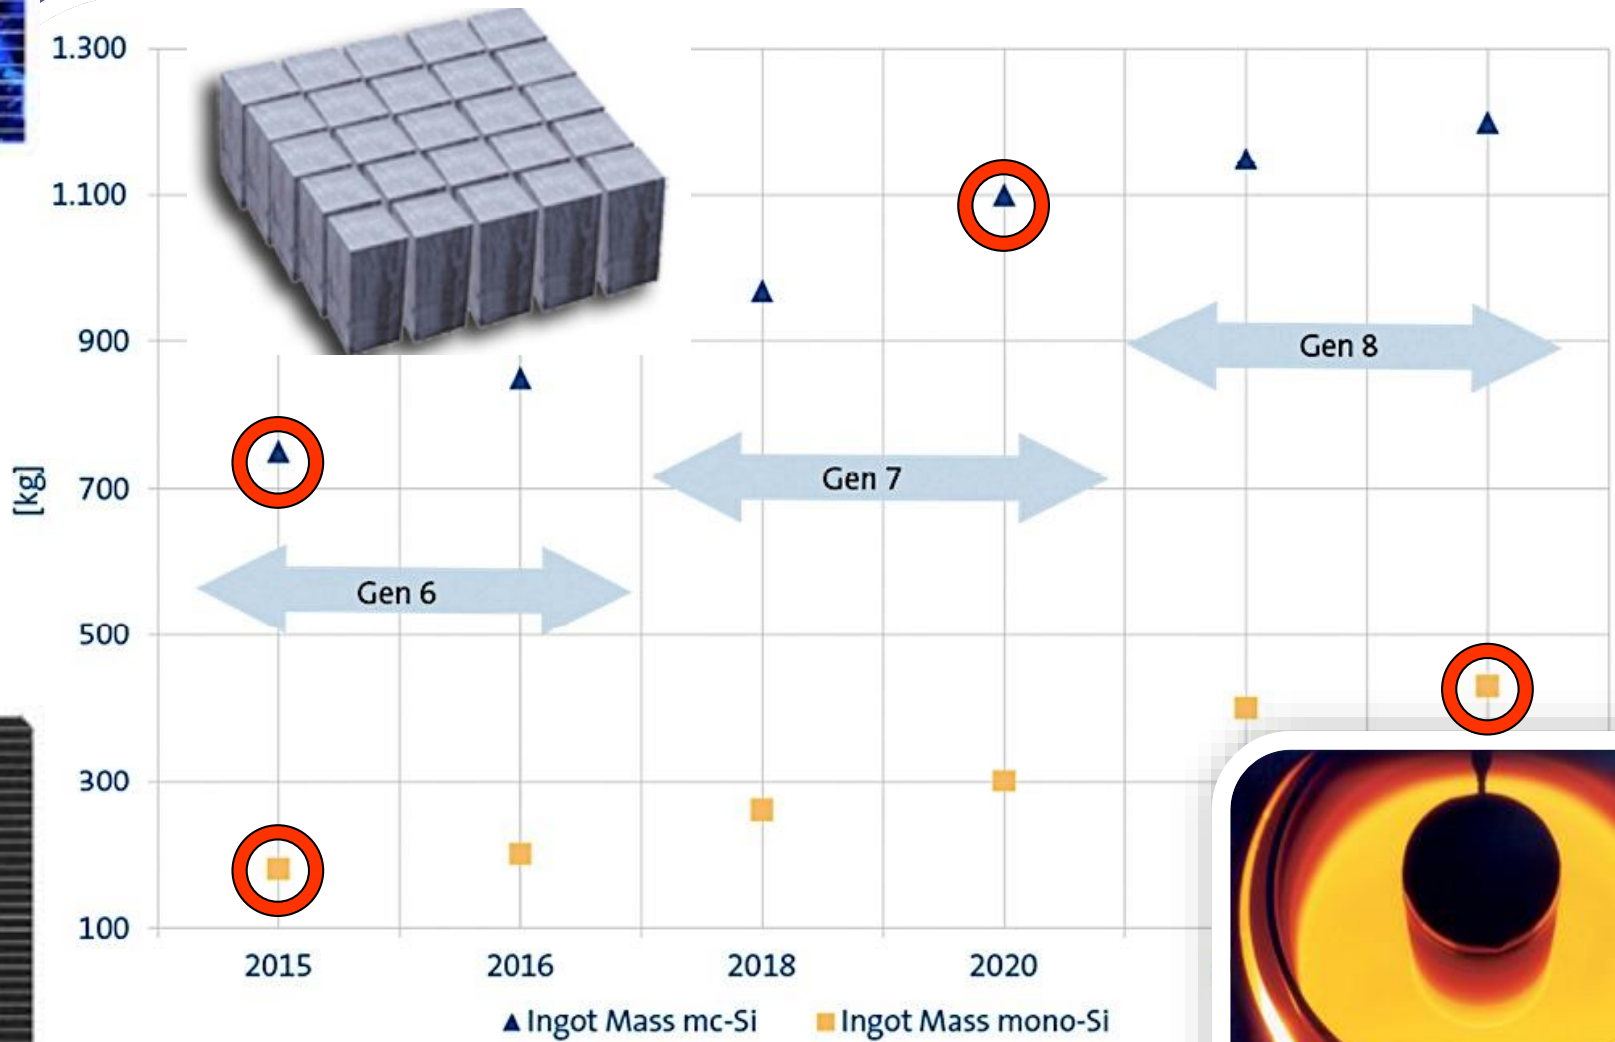 1.300
1.100
900
700
500
300
100
[kg]
Gen 8
Gen 7
Gen 6
2015 2016 2018 2020
Ingot Mass mc-Si Ingot Mass mono-Si